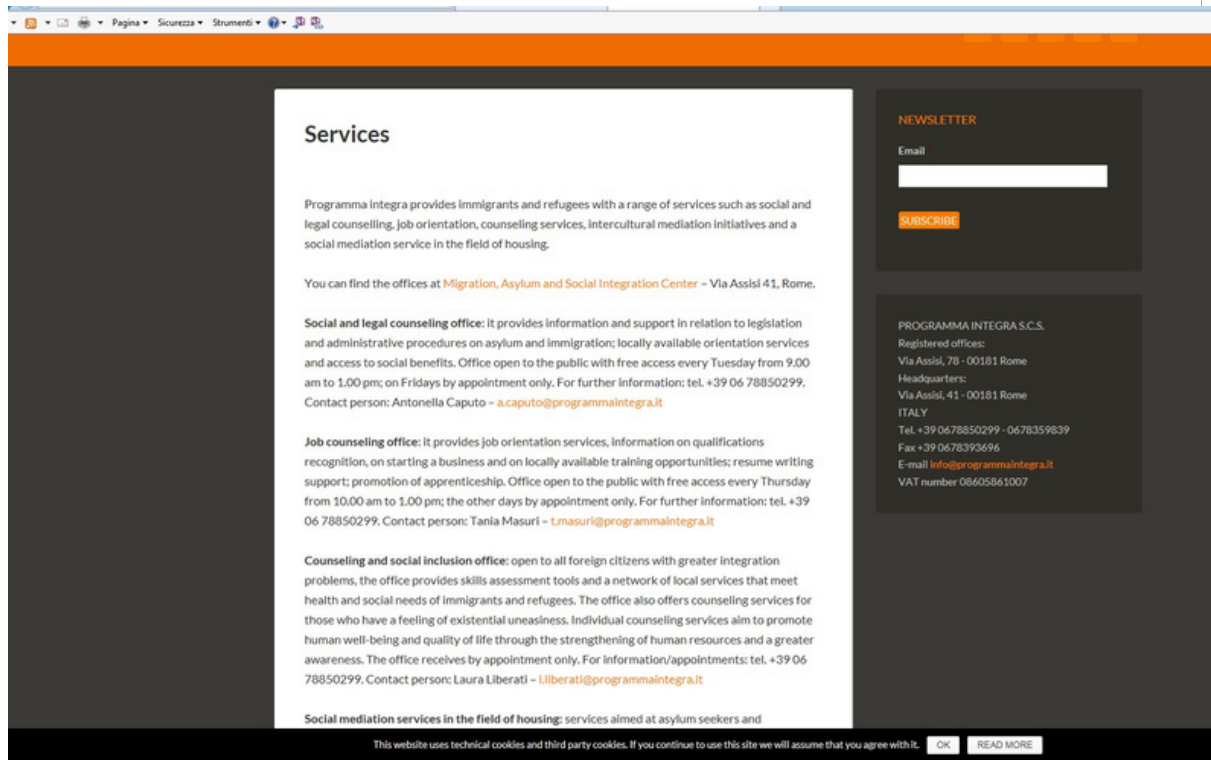 Pagina Sicurezza Strumenti
Services
Programma integra provides immigrants and refugees with a range of services such as social and
legal counselling, job orientation, counseling services, intercultural mediation initiatives and a
social mediation service in the field of housing.
You can find the offices at Migration, Asylum and Social Integration Center – Via Assisi 41, Rome.
Social and legal counseling office: it provides information and support in relation to legislation
and administrative procedures on asylum and immigration; locally available orientation services
and access to social benefits. Office open to the public with free access every Tuesday from 9.00
am to 1.00 pm; on Fridays by appointment only. For further information: tel. +39 06 78850299.
Contact person: Antonella Caputo – a.caputo@programmaintegra.it
Job counseling office: it provides job orientation services, information on qualifications
recognition, on starting a business and on locally available training opportunities; resume writing
support; promotion of apprenticeship. Office open to the public with free access every Thursday
from 10.00 am to 1.00 pm; the other days by appointment only. For further information: tel. +39
06 78850299. Contact person: Tania Masuri – t.masuri@programmaintegra.it
Counseling and social inclusion office: open to all foreign citizens with greater integration
problems, the office provides skills assessment tools and a network of local services that meet
health and social needs of immigrants and refugees. The office also offers counseling services for
those who have a feeling of existential uneasiness. Individual counseling services aim to promote
human well-being and quality of life through the strengthening of human resources and a greater
awareness. The office receives by appointment only. For information/appointments: tel. +39 06
78850299. Contact person: Laura Liberati – l.liberati@programmaintegra.it
Social mediation services in the field of housing: services aimed at asylum seekers and
NEWSLETTER
Email *
SUBSCRIBE
PROGRAMMA INTEGRA S.C.S.
Registered offices:
Via Assisi, 78 - 00181 Rome
Headquarters:
Via Assisi, 41 - 00181 Rome
ITALY
Tel. +39 0678850299 - 0678359839
Fax +39 0678393696
E-mail info@programmaintegra.it
VAT number 08605861007
This website uses technical cookies and third party cookies. If you continue to use this site we will assume that you agree with it. OK READ MORE